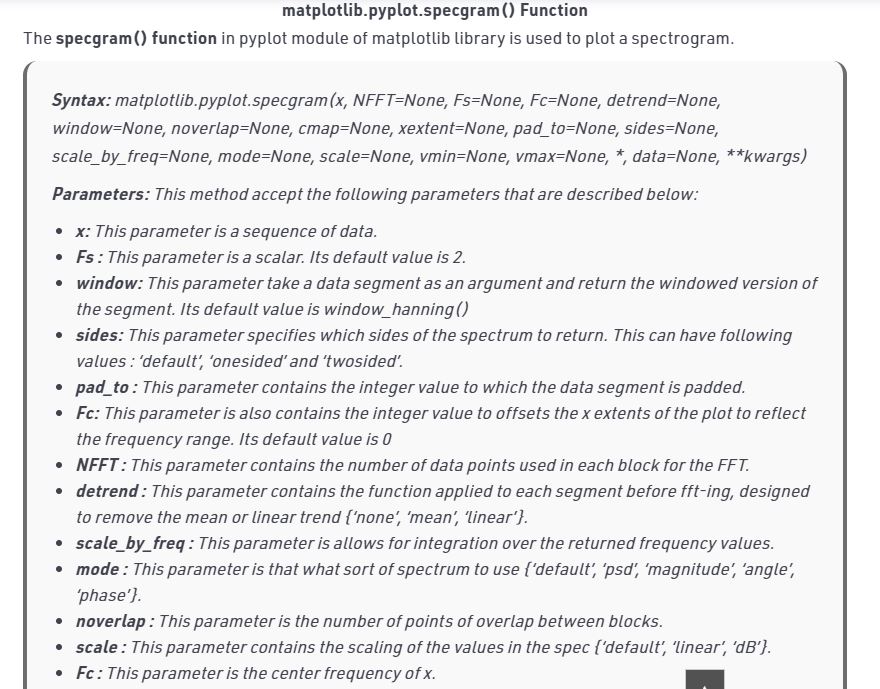 matplotlib.pyplot.specgram() Function
The specgram() function in pyplot module of matplotlib library is used to plot a spectrogram.
Syntax: matplotlib.pyplot.specgram(x, NFFT=None, Fs=None, Fc=None, detrend=None,
window=None, noverlap=None, cmap=None, xextent=None, pad_to=None, sides=None,
scale_by_freq=None, mode=None, scale=None, vmin=None, vmax=None, *, data=None, **kwargs)
Parameters: This method accept the following parameters that are described below:
• x: This parameter is a sequence of data.
• Fs : This parameter is a scalar. Its default value is 2.
• window: This parameter take a data segment as an argument and return the windowed version of
the segment. Its default value is window_hanning()
• sides: This parameter specifies which sides of the spectrum to return. This can have following
values : ‘default’, ‘onesided’ and ‘twosided’.
• pad_to : This parameter contains the integer value to which the data segment is padded.
• Fc: This parameter is also contains the integer value to offsets the x extents of the plot to reflect
the frequency range. Its default value is 0
• NFFT : This parameter contains the number of data points used in each block for the FFT.
• detrend : This parameter contains the function applied to each segment before fft-ing, designed
to remove the mean or linear trend {‘none’, ‘mean’, ‘linear’}.
• scale_by_freq : This parameter is allows for integration over the returned frequency values.
• mode : This parameter is that what sort of spectrum to use {‘default’, ‘psd’, ‘magnitude’, ‘angle’,
‘phase’}.
• noverlap : This parameter is the number of points of overlap between blocks.
• scale : This parameter contains the scaling of the values in the spec {‘default’, ‘linear’, ‘dB’}.
• Fc : This parameter is the center frequency of x.